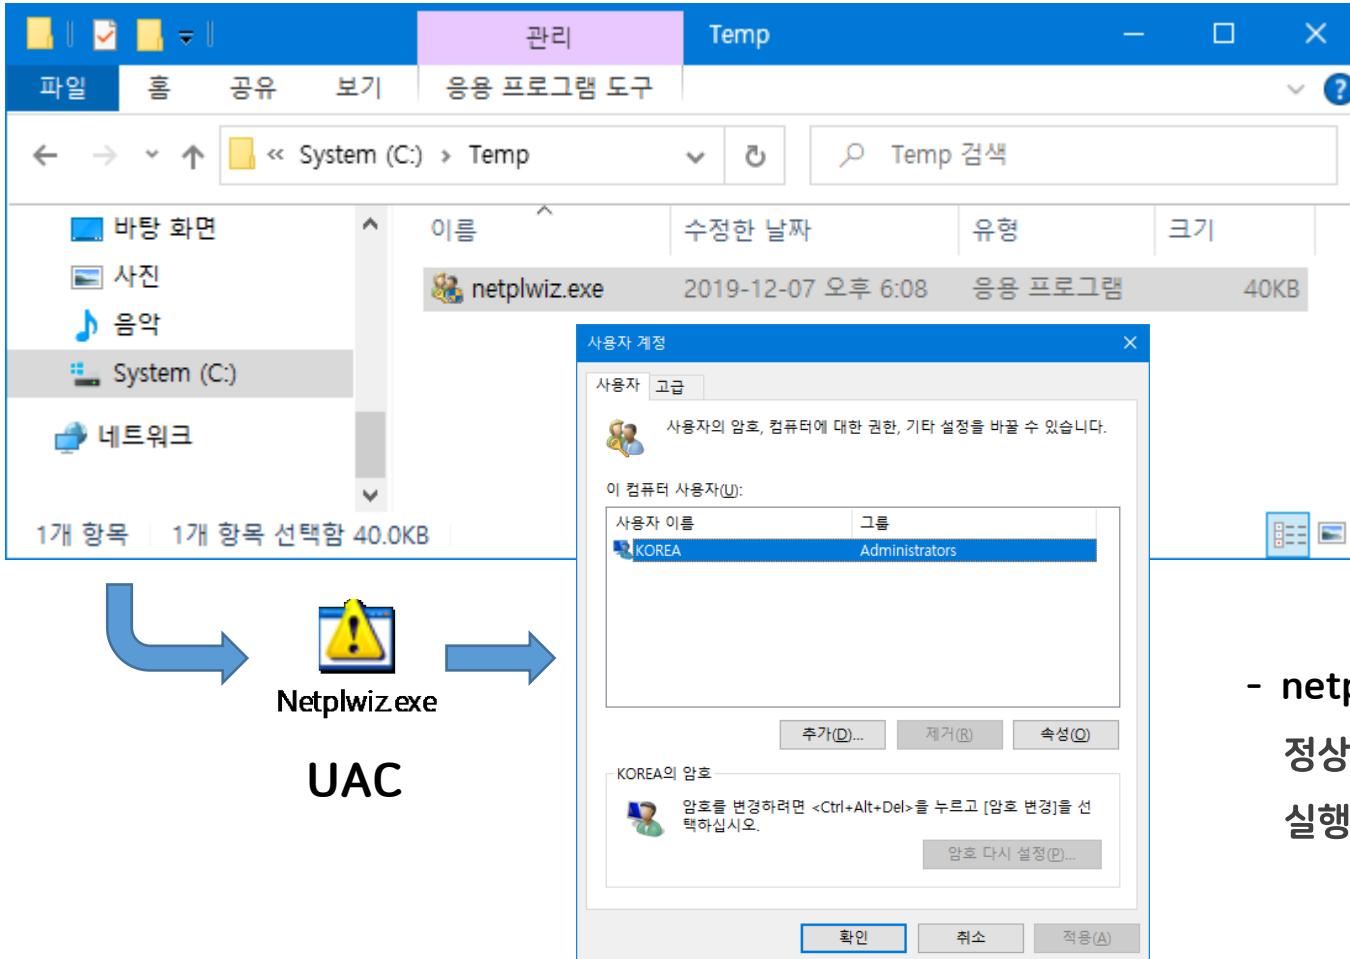 관리
Temp
파일 홈 공유 보기 응용 프로그램 도구
« System (C:) › Temp
Temp 검색
바탕 화면
사진
음악
System (C:)
네트워크
이름 수정한 날짜 유형 크기
netplwiz.exe 2019-12-07 오후 6:08 응용 프로그램 40KB
1개 항목 1개 항목 선택함 40.0KB
사용자 계정
사용자 고급
사용자의 암호, 컴퓨터에 대한 권한, 기타 설정을 바꿀 수 있습니다.
이 컴퓨터 사용자(U):
사용자 이름 그룹
KOREA Administrators
추가(D)... 제거(R) 속성(O)
KOREA의 암호
암호를 변경하려면 <Ctrl+Alt+Del>을 누르고 [암호 변경]을 선
택하십시오.
암호 다시 설정(P)...
확인 취소 적용(A)
Netplwiz.exe
UAC
- netp
정상
실행